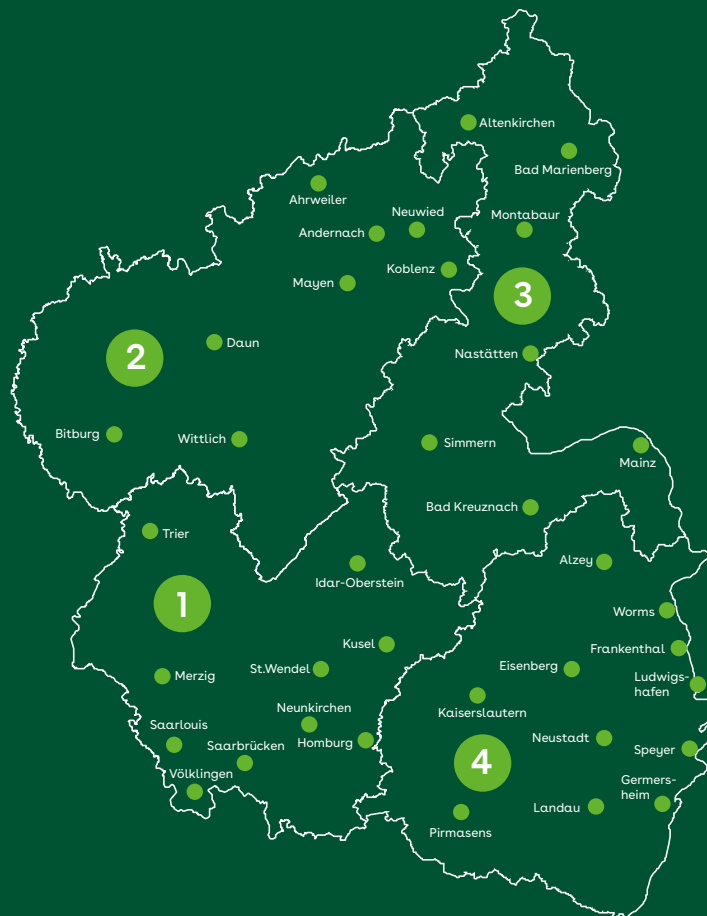 Altenkirchen
Bad Marienberg
Ahrweiler
Neuwied
Montabaur
Andernach
Koblenz
Mayen
3
Daun
2
Nastätten
Bitburg
Wittlich
Simmern
Mainz
Bad Kreuznach
Trier
Alzey
Idar-Oberstein
1
Worms
Kusel
Frankenthal
St.Wendel
Eisenberg
Merzig
Ludwigs-
hafen
Neunkirchen
Kaiserslautern
Saarlouis
Homburg
Saarbrücken
Neustadt
Speyer
4
Völklingen
Germers-
heim
Landau
Pirmasens